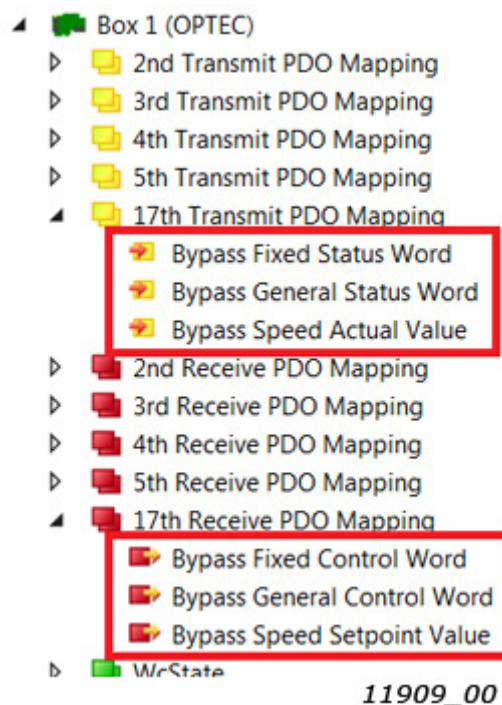 Box 1 (OPTEC)
2nd Transmit PDO Mapping
3rd Transmit PDO Mapping
4th Transmit PDO Mapping
5th Transmit PDO Mapping
17th Transmit PDO Mapping
Bypass Fixed Status Word
Bypass General Status Word
Bypass Speed Actual Value
2nd Receive PDO Mapping
3rd Receive PDO Mapping
4th Receive PDO Mapping
5th Receive PDO Mapping
17th Receive PDO Mapping
Bypass Fixed Control Word
Bypass General Control Word
Bypass Speed Setpoint Value
WcState
11909_00